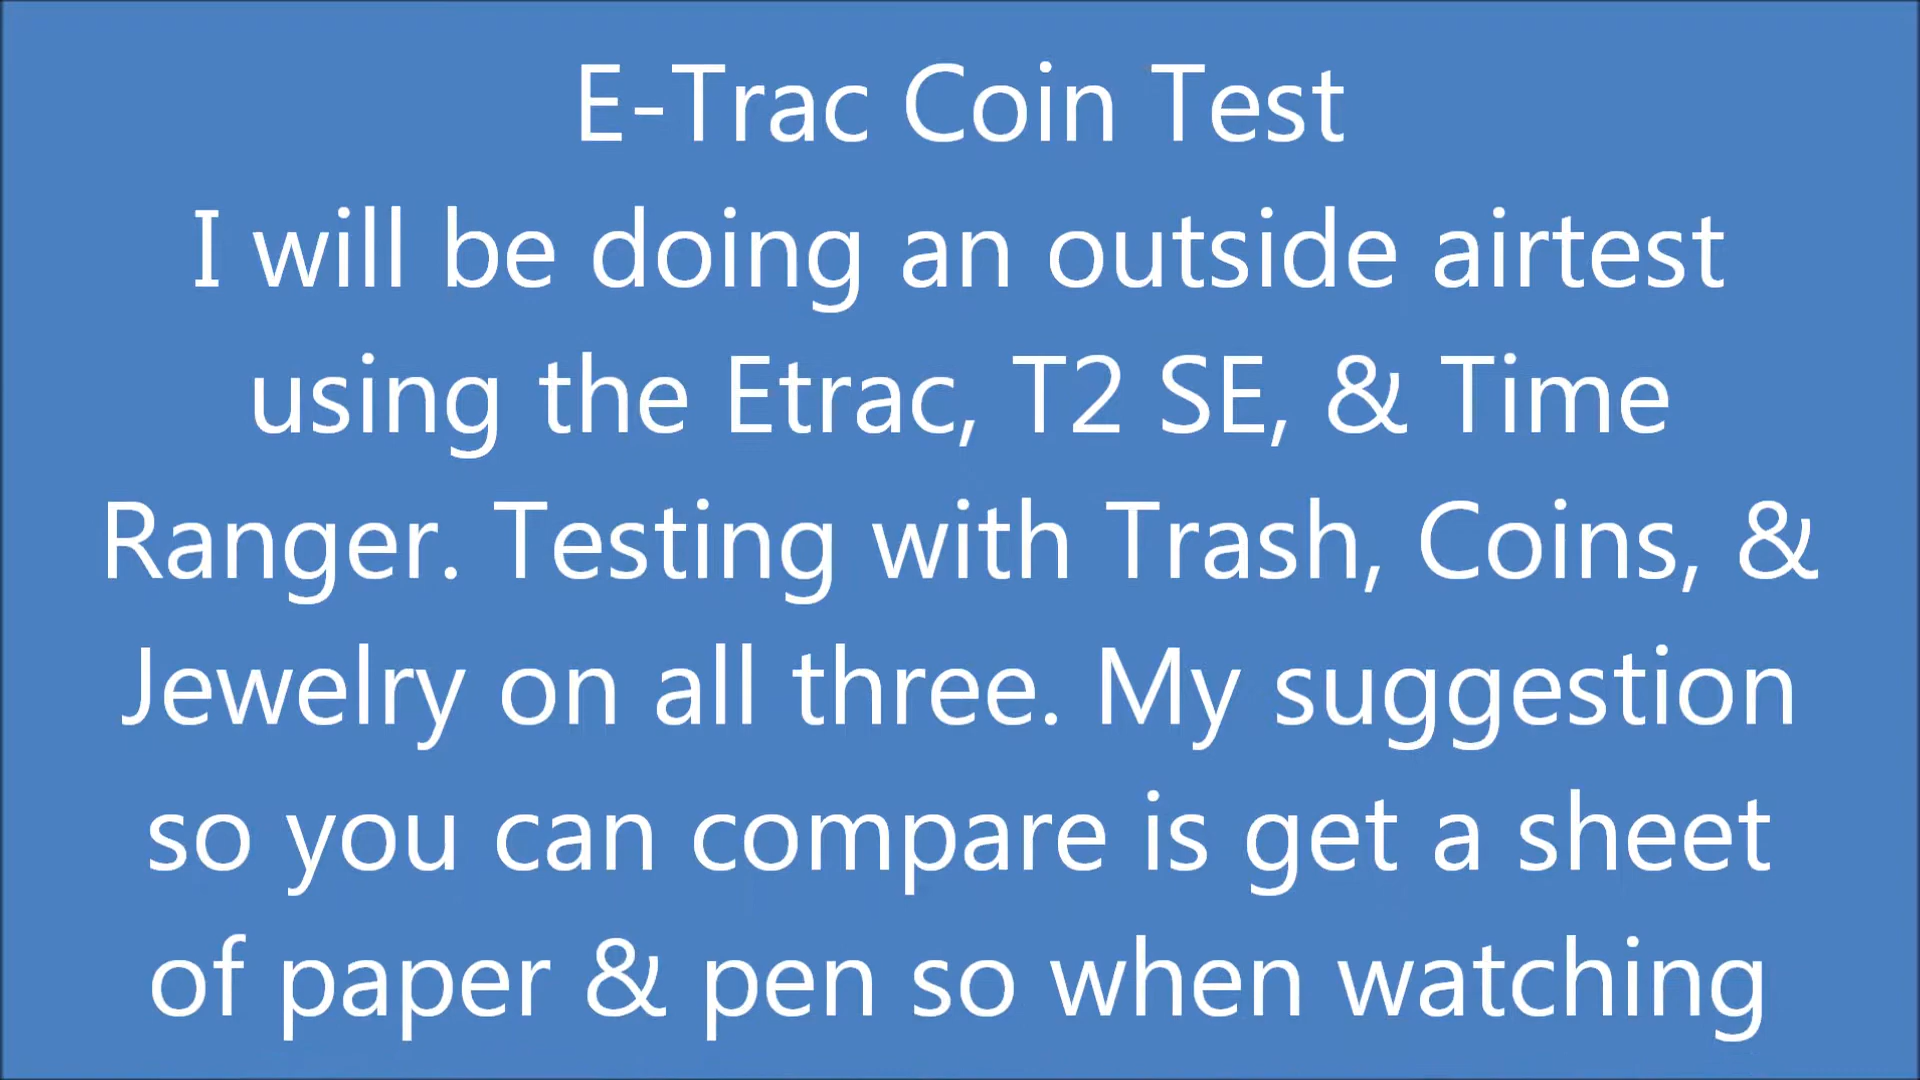 E-Trac Coin Test
I will be doing an outside airtest
using the Etrac, T2 SE, & Time
Ranger. Testing with Trash, Coins, &
Jewelry on all three. My suggestion
so you can compare is get a sheet
of paper & pen so when watching